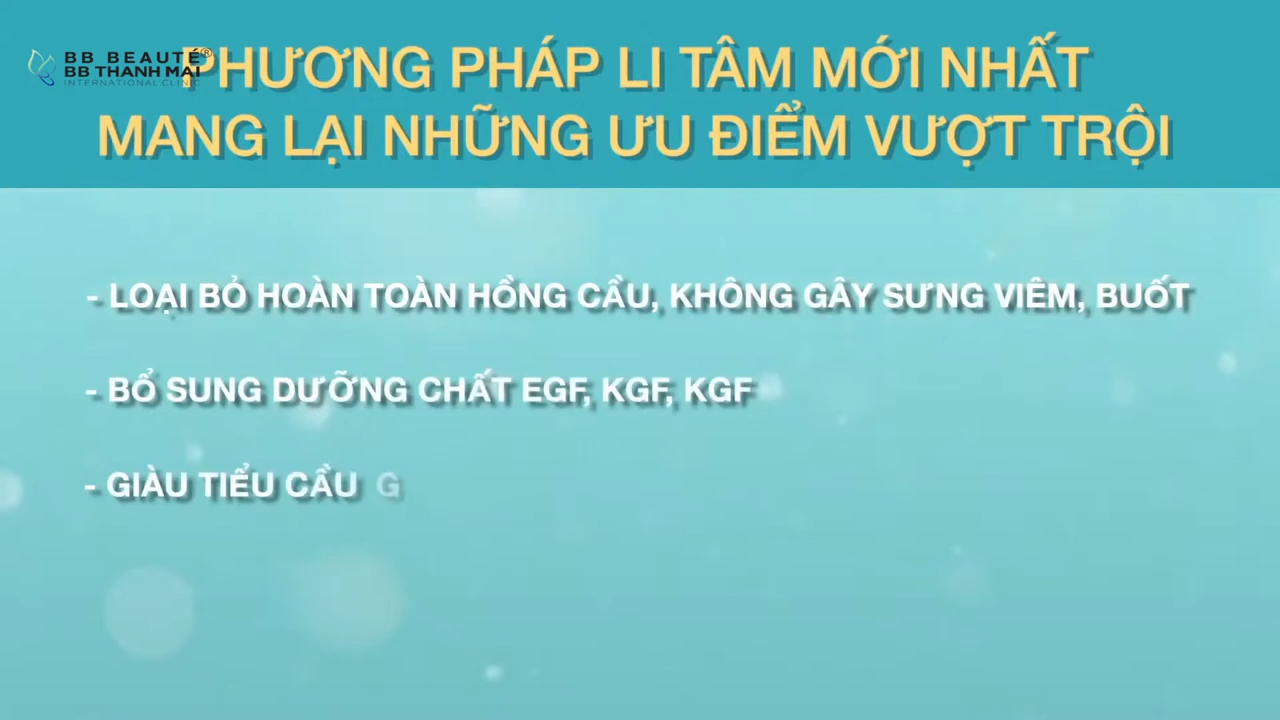 BB BEAUTÉ®
BB THANH MAI
INTERNATIONAL CLINIC
PHƯƠNG PHÁP LI TÂM MỚI NHẤT
MANG LẠI NHỮNG ƯU ĐIỂM VƯỢT TRỘI
- LOẠI BỎ HOÀN TOÀN HỒNG CẦU, KHÔNG GÂY SƯNG VIÊM, BUỐT
- BỔ SUNG DƯỠNG CHẤT EGF, KGF, KGF
- GIÀU TIỂU CẦU G